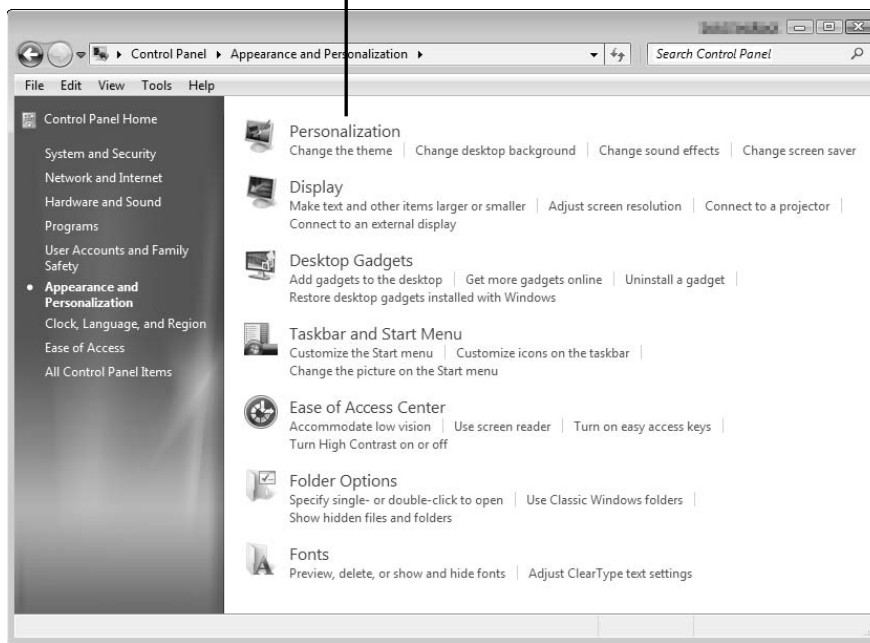 Control Panel ▸ Appearance and Personalization ▸
Search Control Panel
File Edit View Tools Help
Control Panel Home
System and Security
Network and Internet
Hardware and Sound
Programs
User Accounts and Family
Safety
Appearance and
Personalization
Clock, Language, and Region
Ease of Access
All Control Panel Items
Personalization
Change the theme | Change desktop background | Change sound effects | Change screen saver
Display
Make text and other items larger or smaller | Adjust screen resolution | Connect to a projector |
Connect to an external display
Desktop Gadgets
Add gadgets to the desktop | Get more gadgets online | Uninstall a gadget |
Restore desktop gadgets installed with Windows
Taskbar and Start Menu
Customize the Start menu | Customize icons on the taskbar |
Change the picture on the Start menu
Ease of Access Center
Accommodate low vision | Use screen reader | Turn on easy access keys |
Turn High Contrast on or off
Folder Options
Specify single- or double-click to open | Use Classic Windows folders |
Show hidden files and folders
Fonts
Preview, delete, or show and hide fonts | Adjust ClearType text settings